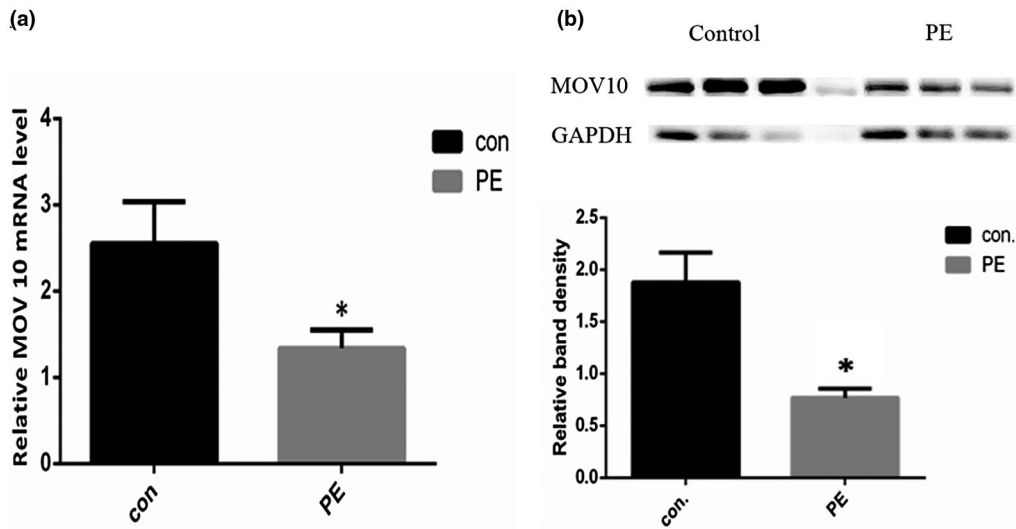 (a)
Relative MOV 10 mRNA level
4
3
2
1
0
*
con
PE
con
PE
(b)
Control PE
MOV10
GAPDH
Relative band density
2.5
2.0
1.5
1.0
0.5
0.0
*
con.
PE
con.
PE